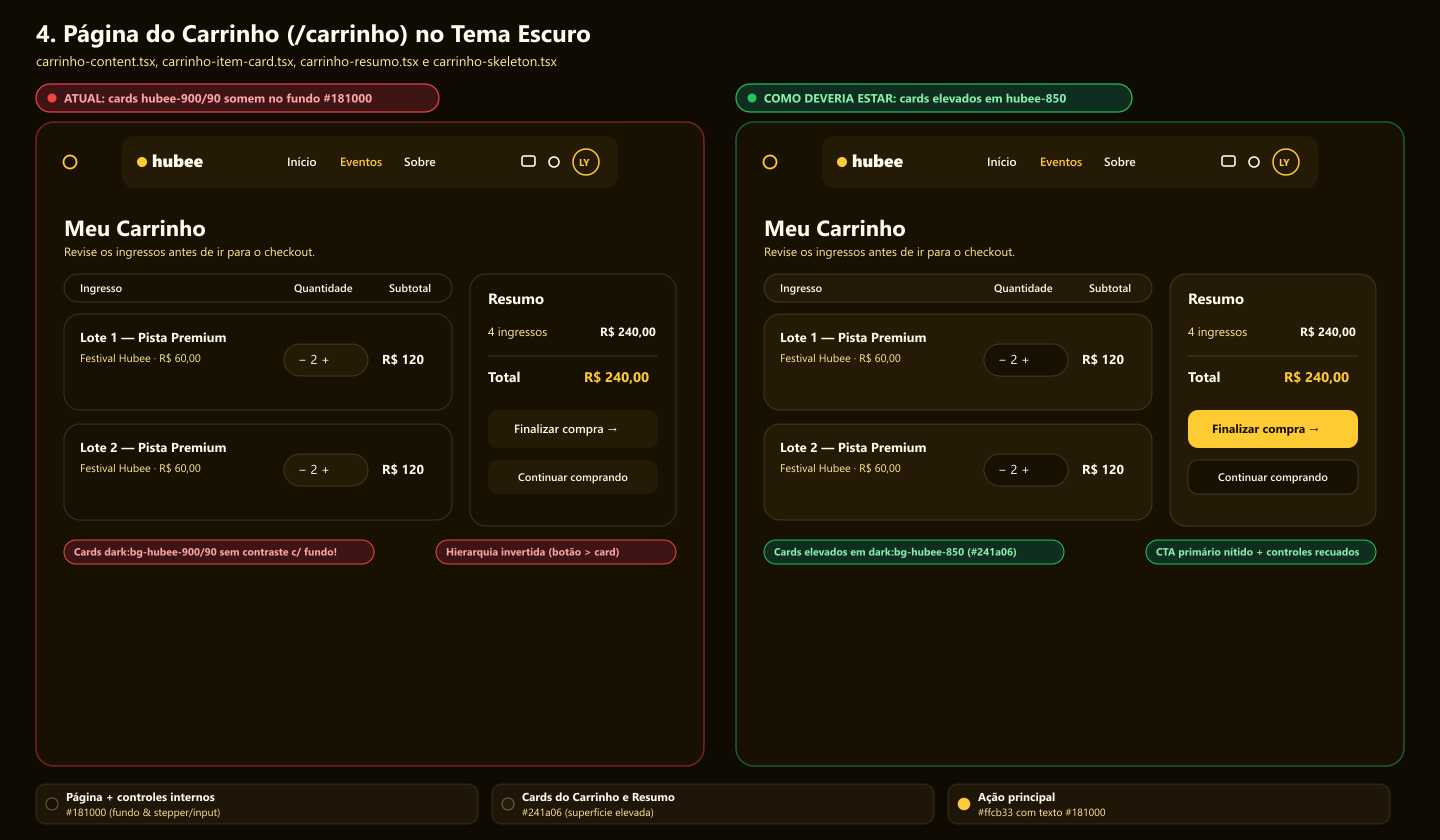 4. Página do Carrinho (/carrinho) no Tema Escuro
carrinho-content.tsx, carrinho-item-card.tsx, carrinho-resumo.tsx e carrinho-skeleton.tsx
ATUAL: cards hubee-900/90 somem no fundo #181000
hubee
Início
Eventos
Sobre
LY
Meu Carrinho
Revise os ingressos antes de ir para o checkout.
Ingresso
Quantidade
Subtotal
Lote 1 — Pista Premium
Festival Hubee · R$ 60,00
− 2 +
R$ 120
Lote 2 — Pista Premium
Festival Hubee · R$ 60,00
− 2 +
R$ 120
Resumo
4 ingressos
R$ 240,00
Total
R$ 240,00
Finalizar compra →
Continuar comprando
Cards dark:bg-hubee-900/90 sem contraste c/ fundo!
Hierarquia invertida (botão > card)
COMO DEVERIA ESTAR: cards elevados em hubee-850
hubee
Início
Eventos
Sobre
LY
Meu Carrinho
Revise os ingressos antes de ir para o checkout.
Ingresso
Quantidade
Subtotal
Lote 1 — Pista Premium
Festival Hubee · R$ 60,00
− 2 +
R$ 120
Lote 2 — Pista Premium
Festival Hubee · R$ 60,00
− 2 +
R$ 120
Resumo
4 ingressos
R$ 240,00
Total
R$ 240,00
Finalizar compra →
Continuar comprando
Cards elevados em dark:bg-hubee-850 (#241a06)
CTA primário nítido + controles recuados
Página + controles internos
#181000 (fundo & stepper/input)
Cards do Carrinho e Resumo
#241a06 (superfície elevada)
Ação principal
#ffcb33 com texto #181000